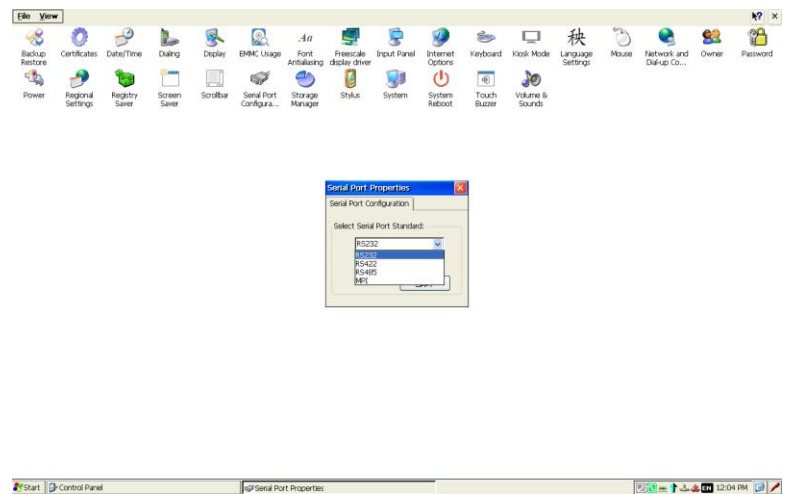 File View
Backup Restore
Certificates
Date/Time
Dialing
Display
EMMC Usage
Font Antialiasing
Freescale display driver
Input Panel
Internet Options
Keyboard
Kiosk Mode
Language Settings
Mouse
Network and Dial-up Co...
Owner
Password
Power
Regional Settings
Registry Saver
Screen Saver
Scrollbar
Serial Port Configura...
Storage Manager
Stylus
System
System Reboot
Touch Buzzer
Volume & Sounds
Serial Port Properties
Serial Port Configuration
Select Serial Port Standard:
RS232
RS232
RS422
RS485
MPI
Start
Control Panel
Serial Port Properties
EN
12:04 PM